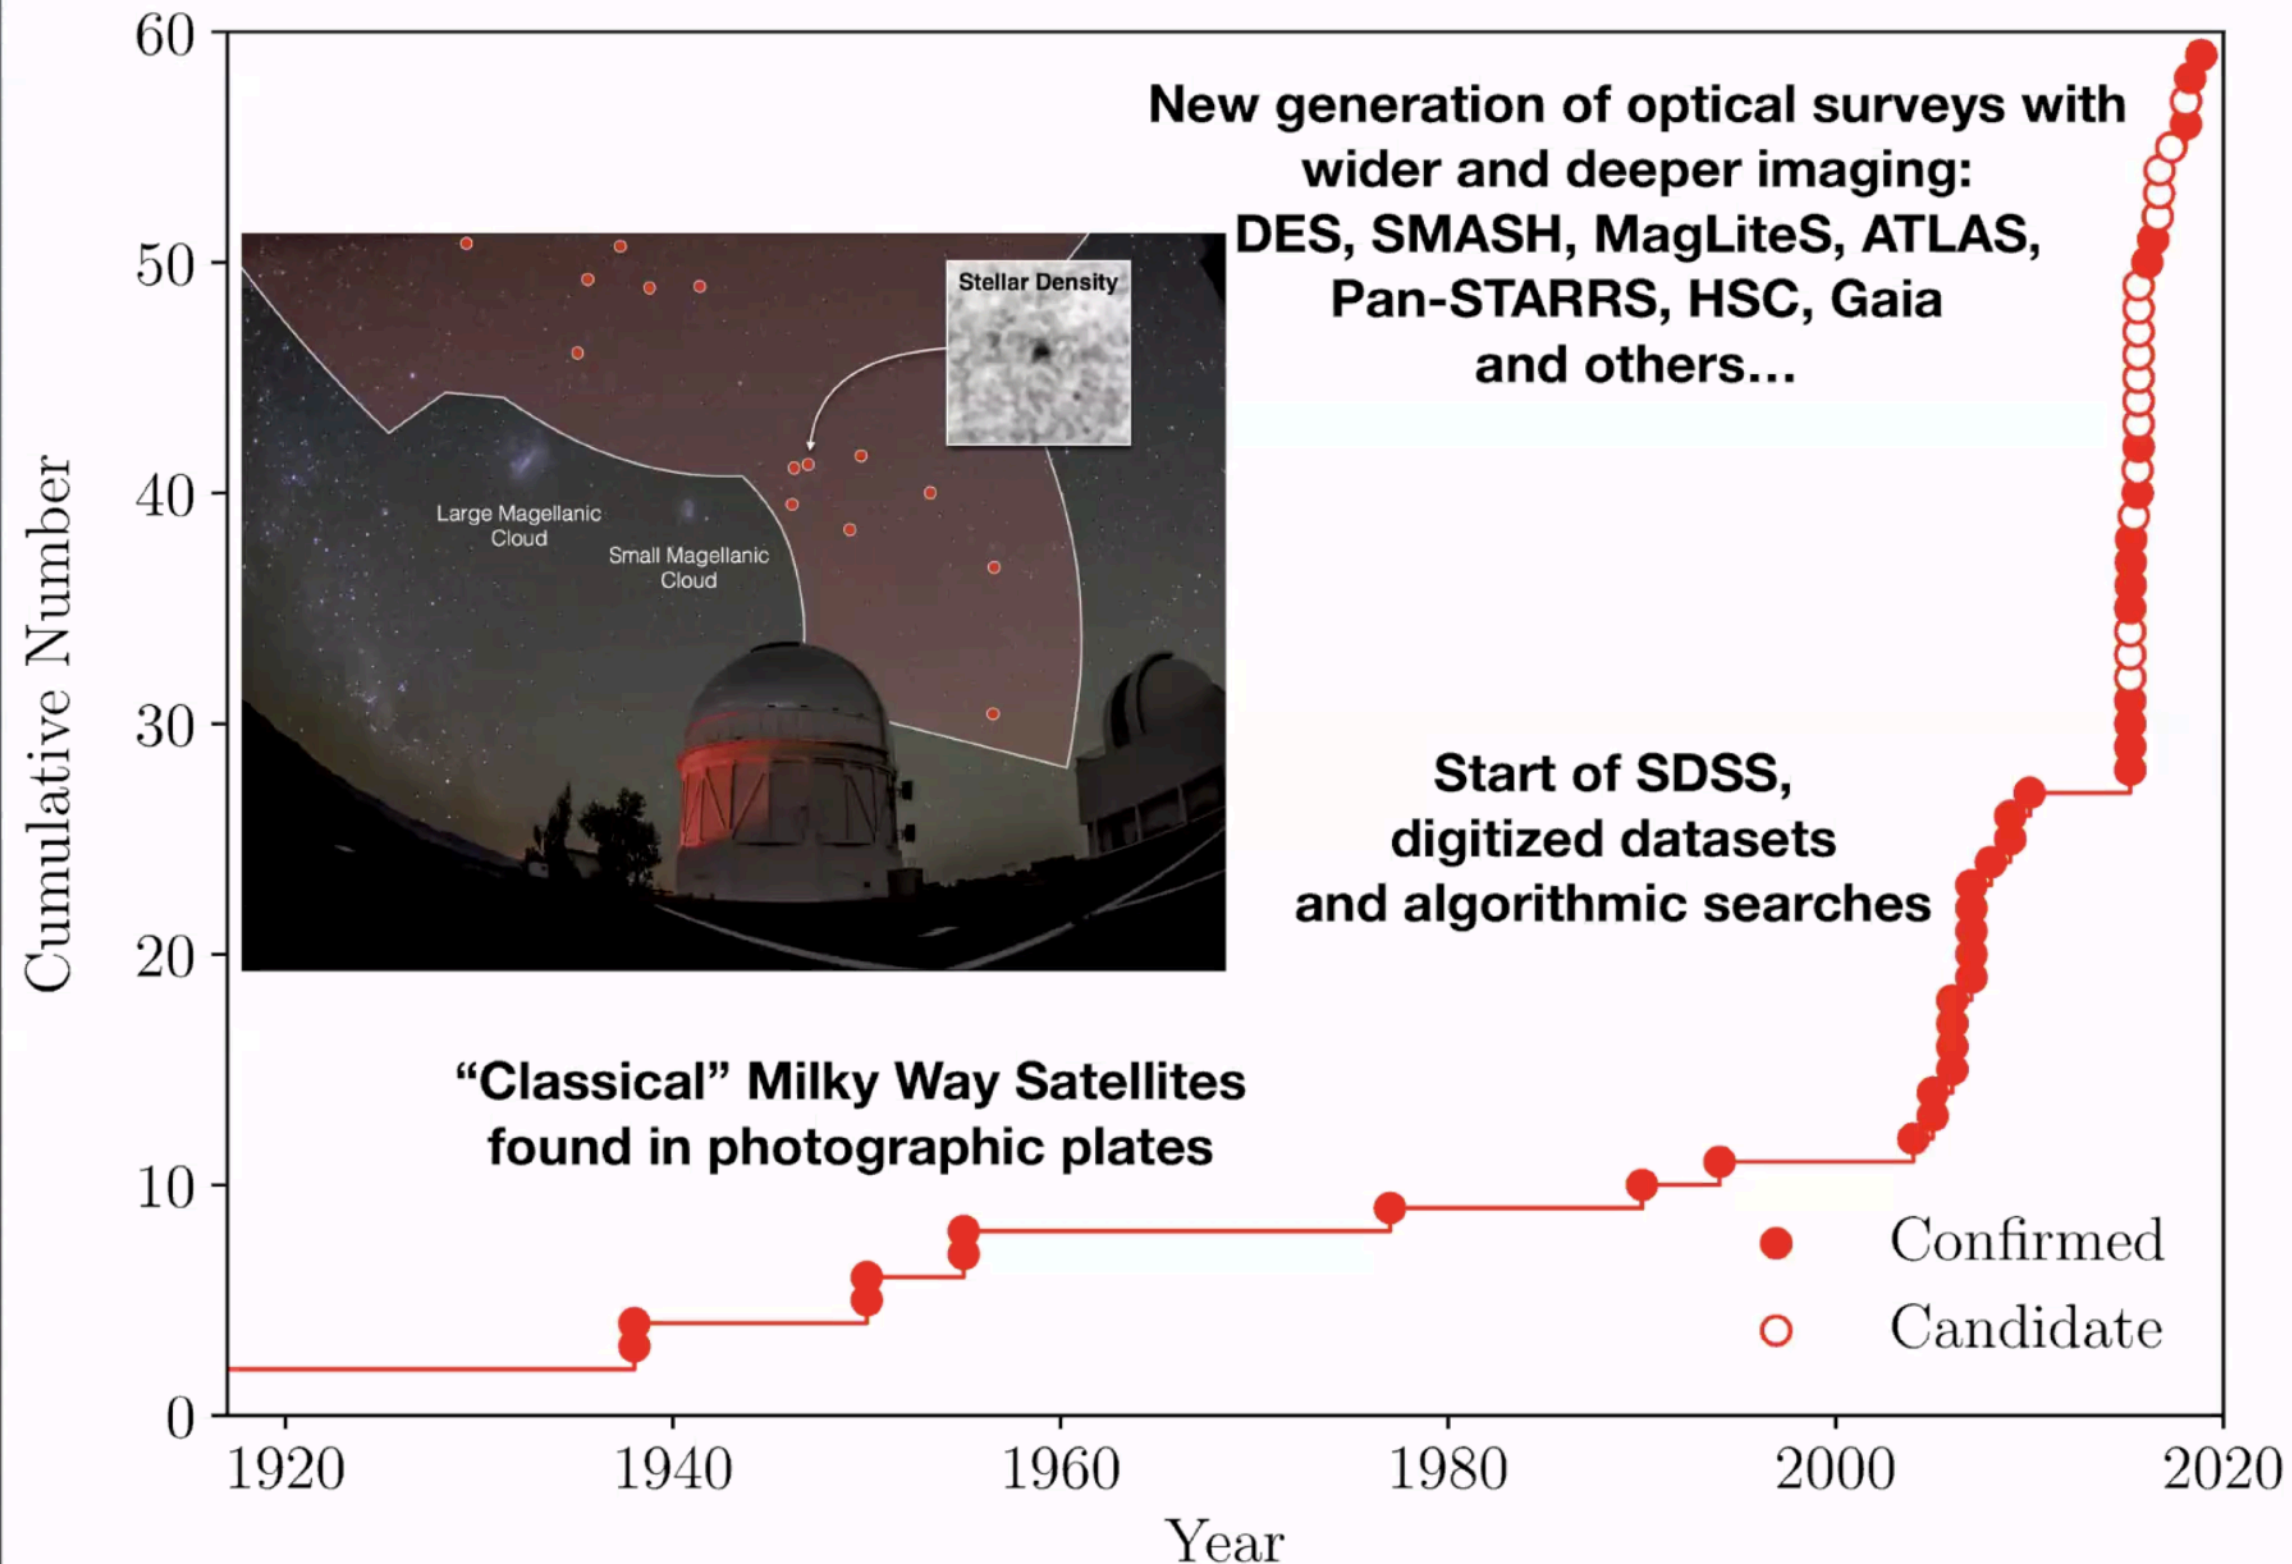 60
50
40
30
20
10
0
Cumulative Number
New generation of optical surveys with
wider and deeper imaging:
DES, SMASH, MagLiteS, ATLAS,
Pan-STARRS, HSC, Gaia
and others...
Stellar Density
Large Magellanic
Cloud
Small Magellanic
Cloud
Start of SDSS,
digitized datasets
and algorithmic searches
“Classical” Milky Way Satellites
found in photographic plates
Confirmed
Candidate
1920 1940 1960 1980 2000 2020
Year